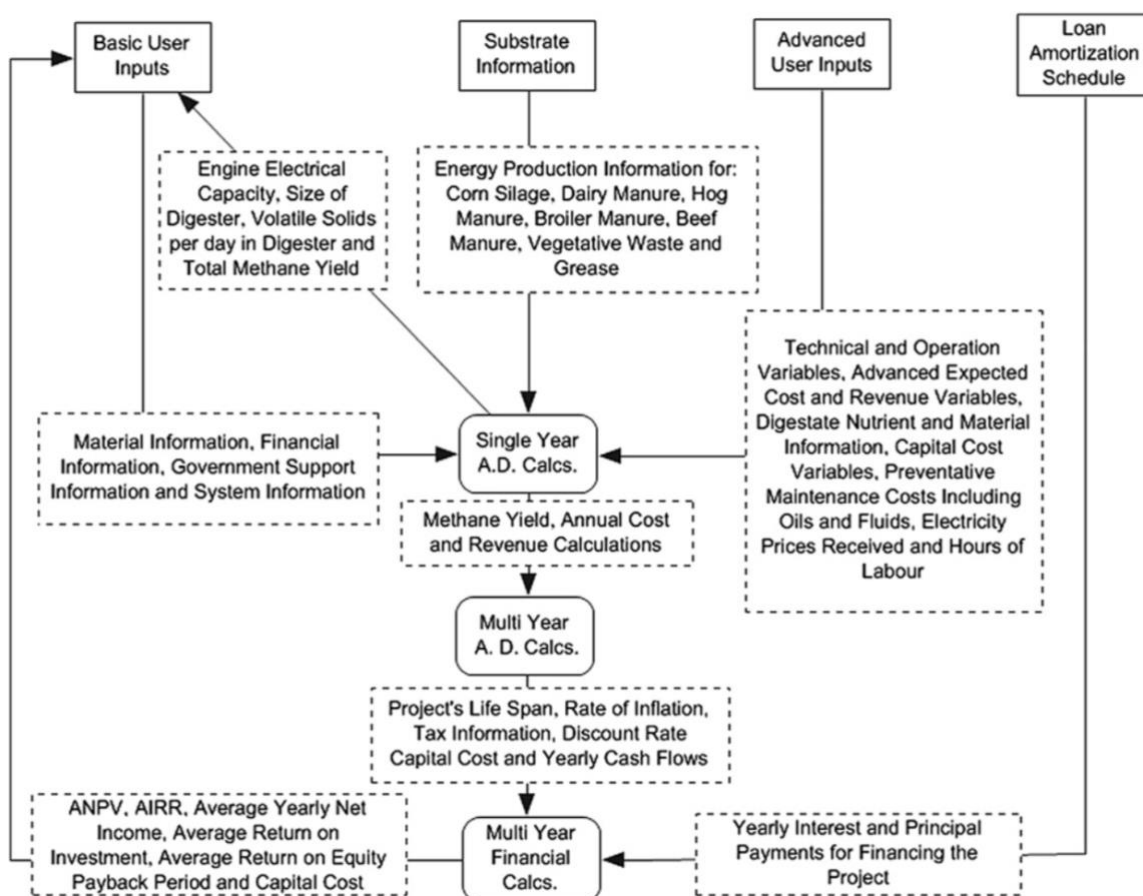 Basic User
Inputs
Substrate
Information
Advanced
User Inputs
Loan
Amortization
Schedule
Engine Electrical
Capacity, Size of
Digester, Volatile Solids
per day in Digester and
Total Methane Yield
Energy Production Information for:
Corn Silage, Dairy Manure, Hog
Manure, Broiler Manure, Beef
Manure, Vegetative Waste and
Grease
Technical and Operation
Variables, Advanced Expected
Cost and Revenue Variables,
Digestate Nutrient and Material
Information, Capital Cost
Variables, Preventative
Maintenance Costs Including
Oils and Fluids, Electricity
Prices Received and Hours of
Labour
Material Information, Financial
Information, Government Support
Information and System Information
Single Year
A.D. Calcs.
Methane Yield, Annual Cost
and Revenue Calculations
Multi Year
A. D. Calcs.
Project's Life Span, Rate of Inflation,
Tax Information, Discount Rate
Capital Cost and Yearly Cash Flows
ANPV, AIRR, Average Yearly Net
Income, Average Return on
Investment, Average Return on Equity
Payback Period and Capital Cost
Multi Year
Financial
Calcs.
Yearly Interest and Principal
Payments for Financing the
Project